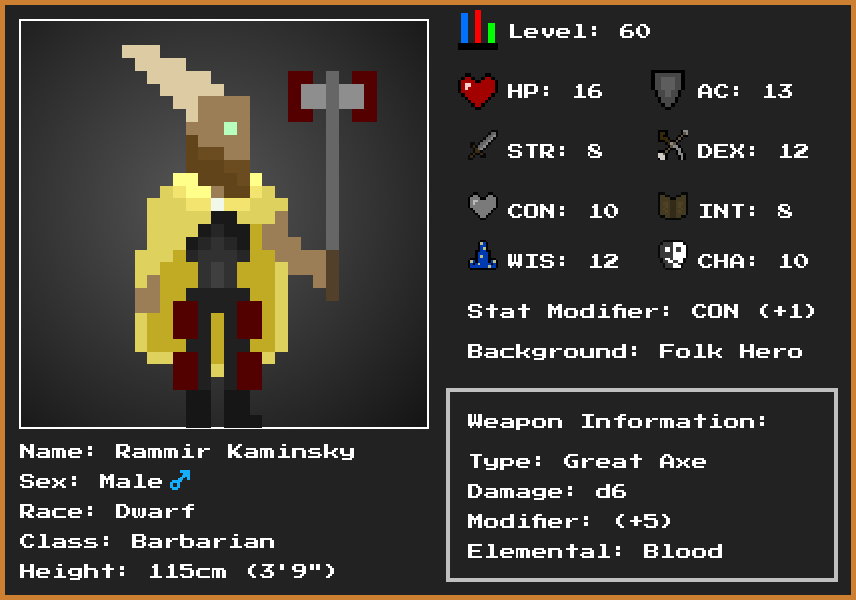 Level: 60
HP: 16
AC: 13
STR: 8
DEX: 12
CON: 10
INT: 8
WIS: 12
CHA: 10
Stat Modifier: CON (+1)
Background: Folk Hero
Weapon Information:
Type: Great Axe
Damage: d6
Modifier: (+5)
Elemental: Blood
Name: Rammir Kaminsky
Sex: Male ♂
Race: Dwarf
Class: Barbarian
Height: 115cm (3'9")